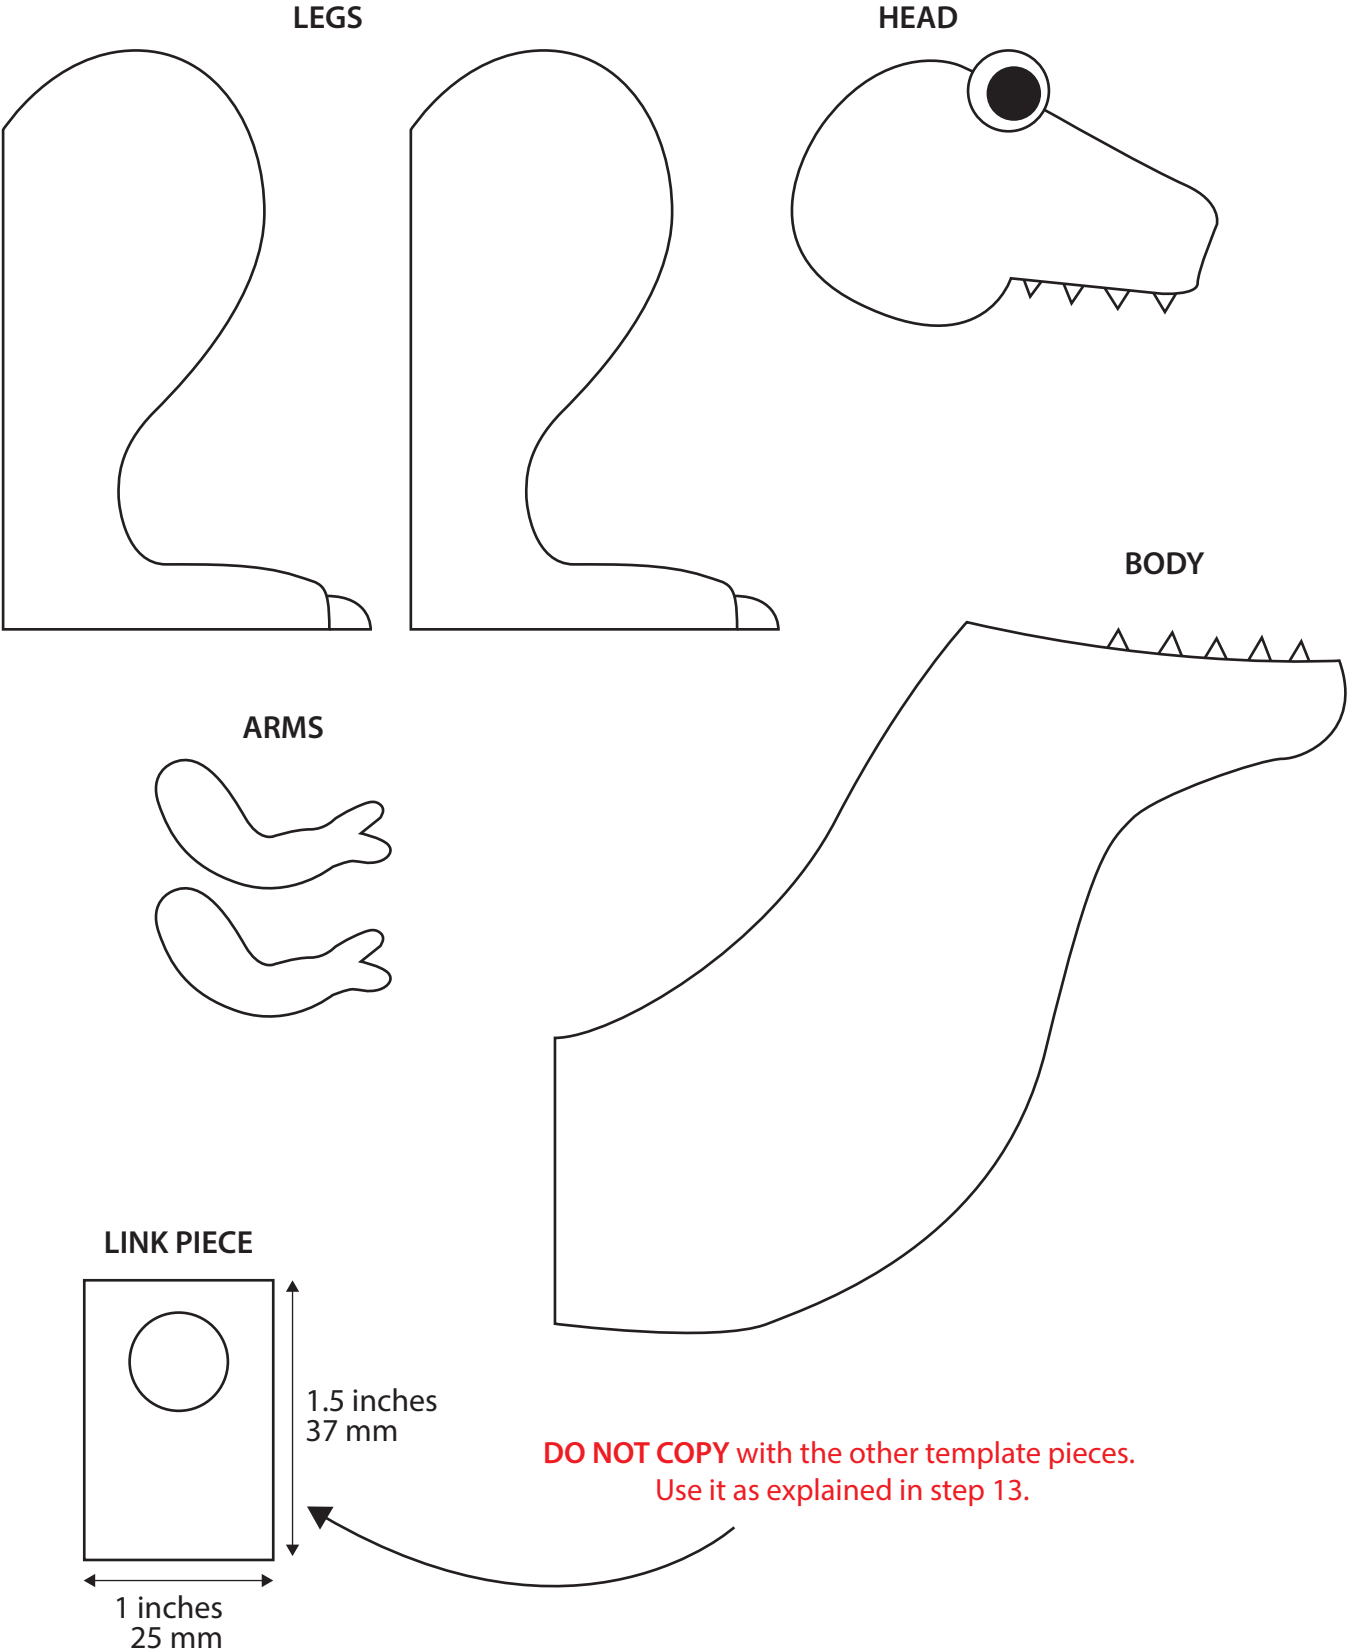 LEGS
HEAD
BODY
ARMS
LINK PIECE
1.5 inches
37 mm
DO NOT COPY with the other template pieces.
Use it as explained in step 13.
1 inches
25 mm